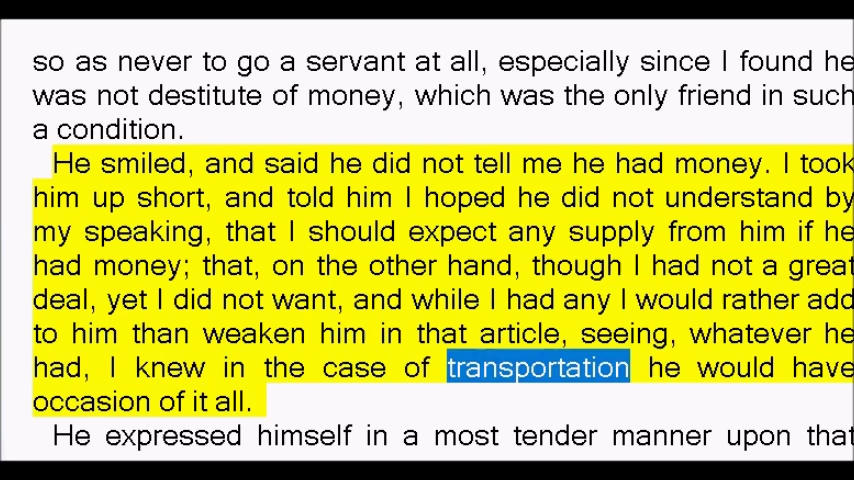 so as never to go a servant at all, especially since I found he
was not destitute of money, which was the only friend in such
a condition.
He smiled, and said he did not tell me he had money. I took
him up short, and told him I hoped he did not understand by
my speaking, that I should expect any supply from him if he
had money; that, on the other hand, though I had not a great
deal, yet I did not want, and while I had any I would rather add
to him than weaken him in that article, seeing, whatever he
had, I knew in the case of transportation he would have
occasion of it all.
He expressed himself in a most tender manner upon that